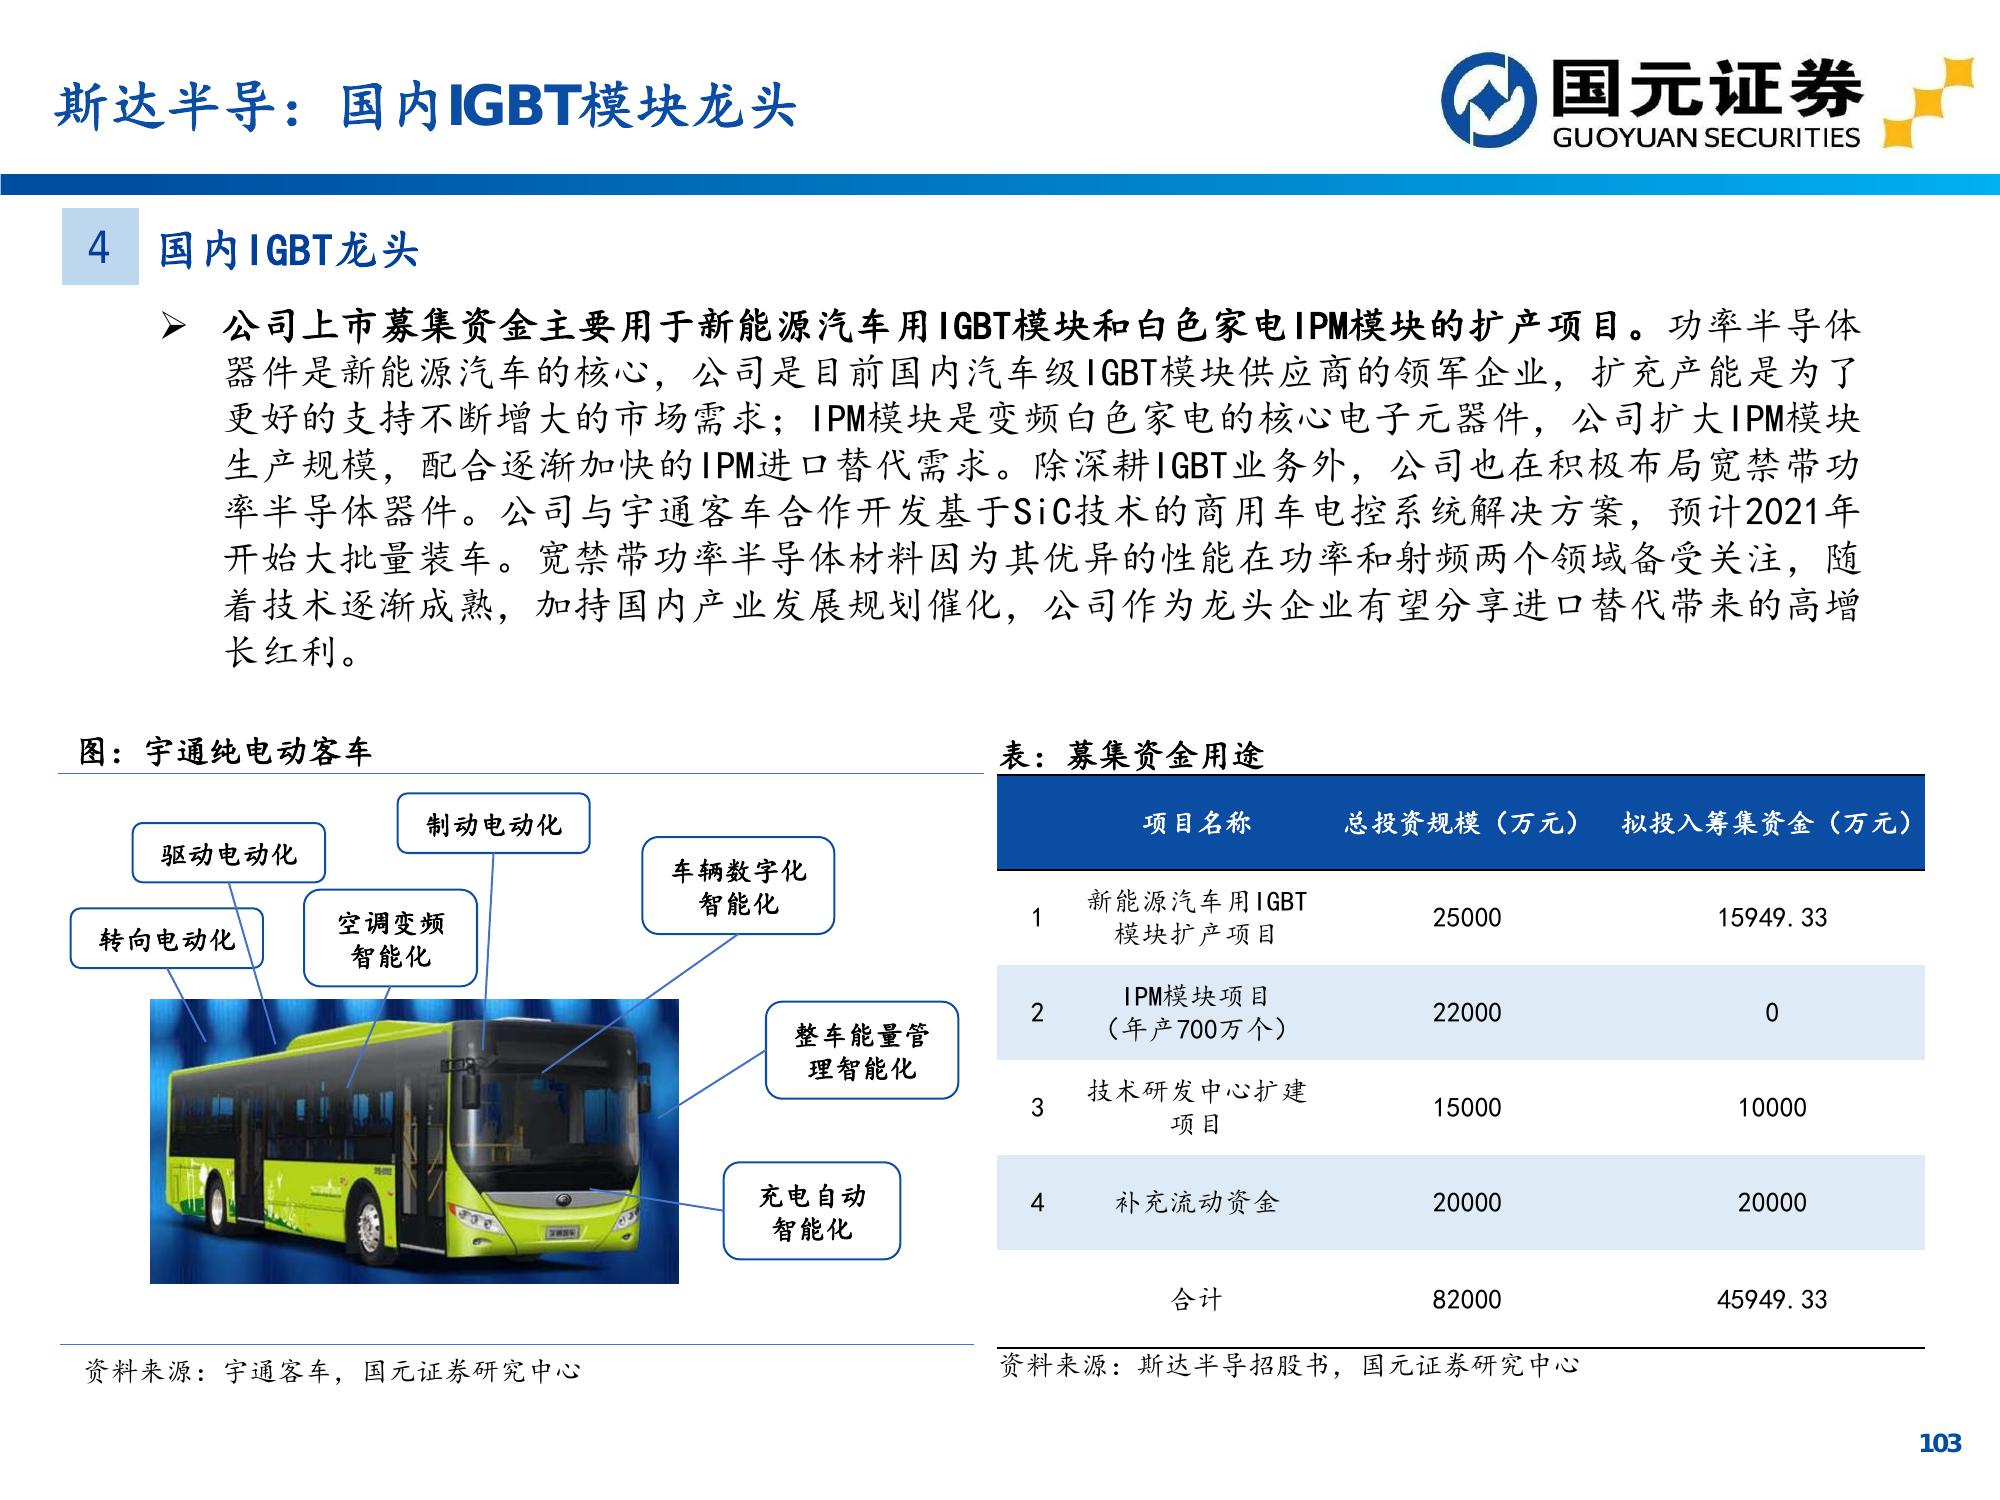 斯达半导：国内IGBT模块龙头
国元证券
GUOYUAN SECURITIES
4
国内IGBT龙头
➢ 公司上市募集资金主要用于新能源汽车用IGBT模块和白色家电IPM模块的扩产项目。功率半导体
器件是新能源汽车的核心，公司是目前国内汽车级IGBT模块供应商的领军企业，扩充产能是为了
更好的支持不断增大的市场需求；IPM模块是变频白色家电的核心电子元器件，公司扩大IPM模块
生产规模，配合逐渐加快的IPM进口替代需求。除深耕IGBT业务外，公司也在积极布局宽禁带功
率半导体器件。公司与宇通客车合作开发基于SiC技术的商用车电控系统解决方案，预计2021年
开始大批量装车。宽禁带功率半导体材料因为其优异的性能在功率和射频两个领域备受关注，随
着技术逐渐成熟，加持国内产业发展规划催化，公司作为龙头企业有望分享进口替代带来的高增
长红利。
图：宇通纯电动客车
制动电动化
驱动电动化
车辆数字化
智能化
转向电动化
空调变频
智能化
整车能量管
理智能化
充电自动
智能化
资料来源：宇通客车，国元证券研究中心
表：募集资金用途
项目名称 总投资规模（万元） 拟投入筹集资金（万元）
1 新能源汽车用IGBT
模块扩产项目 25000 15949.33
2 IPM模块项目
（年产700万个） 22000 0
3 技术研发中心扩建
项目 15000 10000
4 补充流动资金 20000 20000
合计 82000 45949.33
资料来源：斯达半导招股书，国元证券研究中心
103